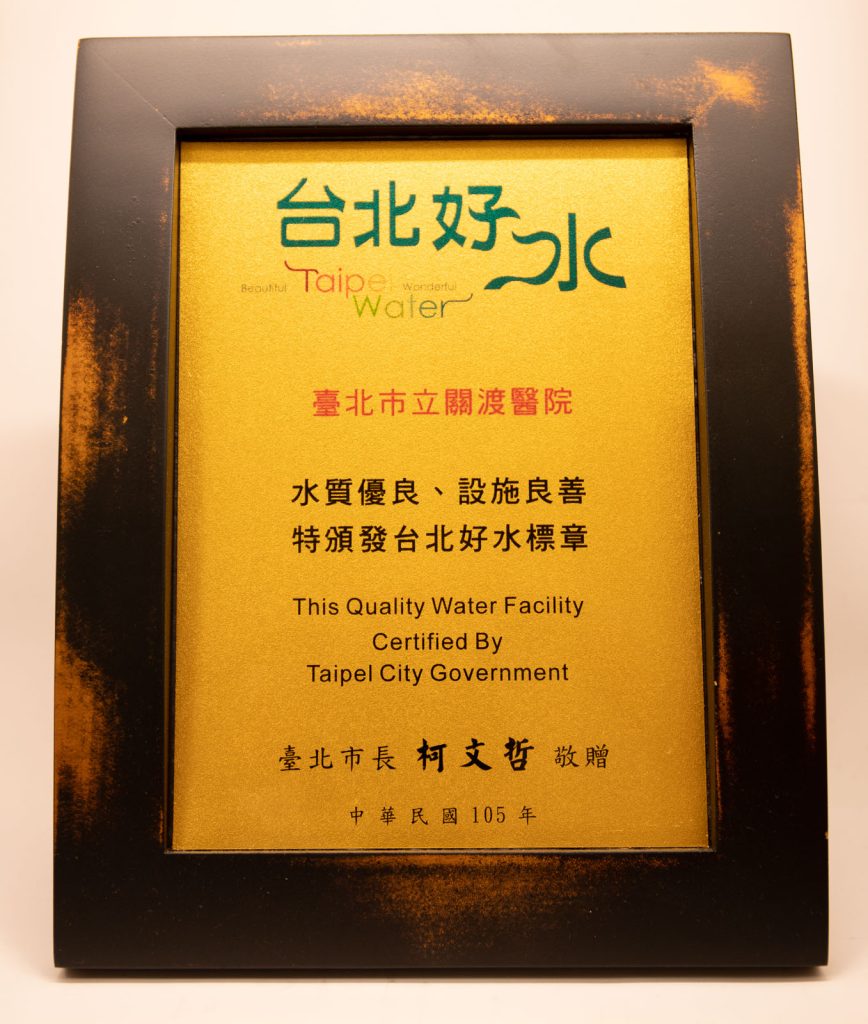 台北好水
Beautiful Taipei Wonderful
Water
臺北市立關渡醫院
水質優良、設施良善
特頒發台北好水標章
This Quality Water Facility
Certified By
Taipel City Government
臺北市長 柯文哲 敬贈
中華民國105年